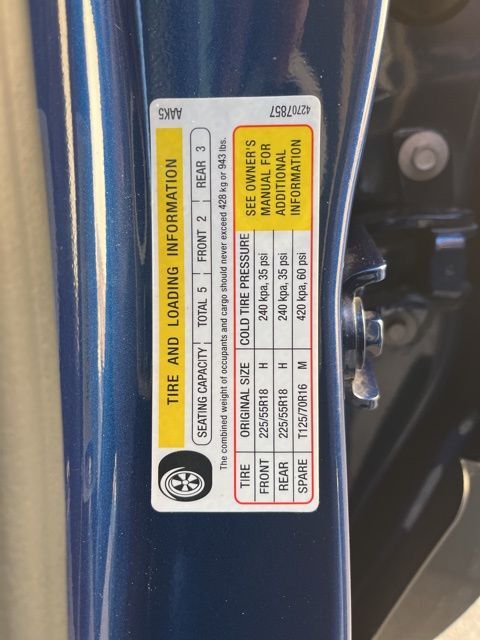 AAK5
42707857
TIRE AND LOADING INFORMATION
SEATING CAPACITY TOTAL 5 FRONT 2 REAR 3
The combined weight of occupants and cargo should never exceed 428 kg or 943 lbs.
TIRE ORIGINAL SIZE COLD TIRE PRESSURE
FRONT 225/55R18 H 240 kpa, 35 psi
REAR 225/55R18 H 240 kpa, 35 psi
SPARE T125/70R16 M 420 kpa, 60 psi
SEE OWNER'S
MANUAL FOR
ADDITIONAL
INFORMATION